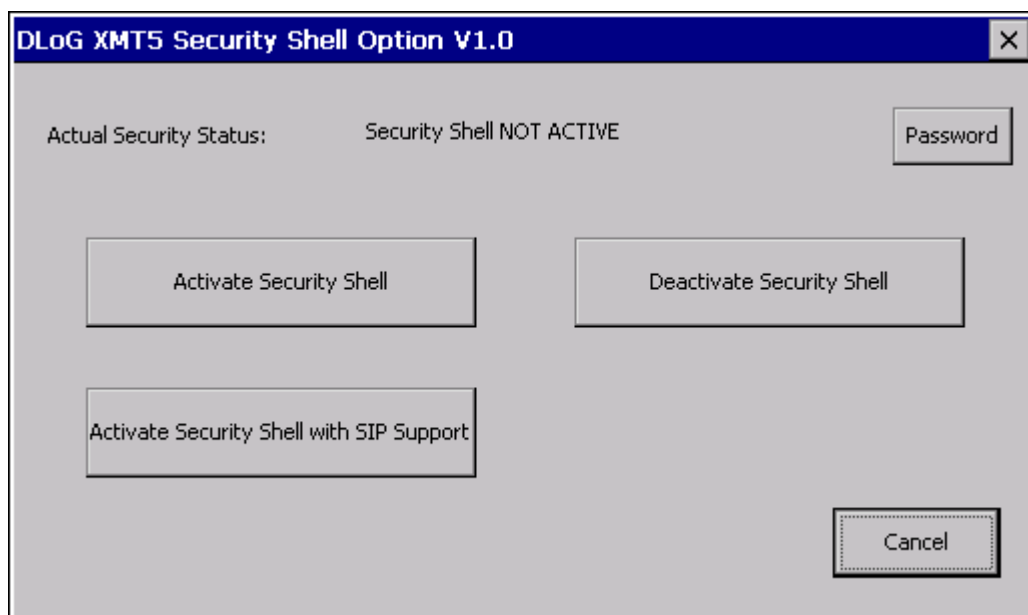 DLoG XMT5 Security Shell Option V1.0
Actual Security Status: Security Shell NOT ACTIVE Password
Activate Security Shell Deactivate Security Shell
Activate Security Shell with SIP Support
Cancel